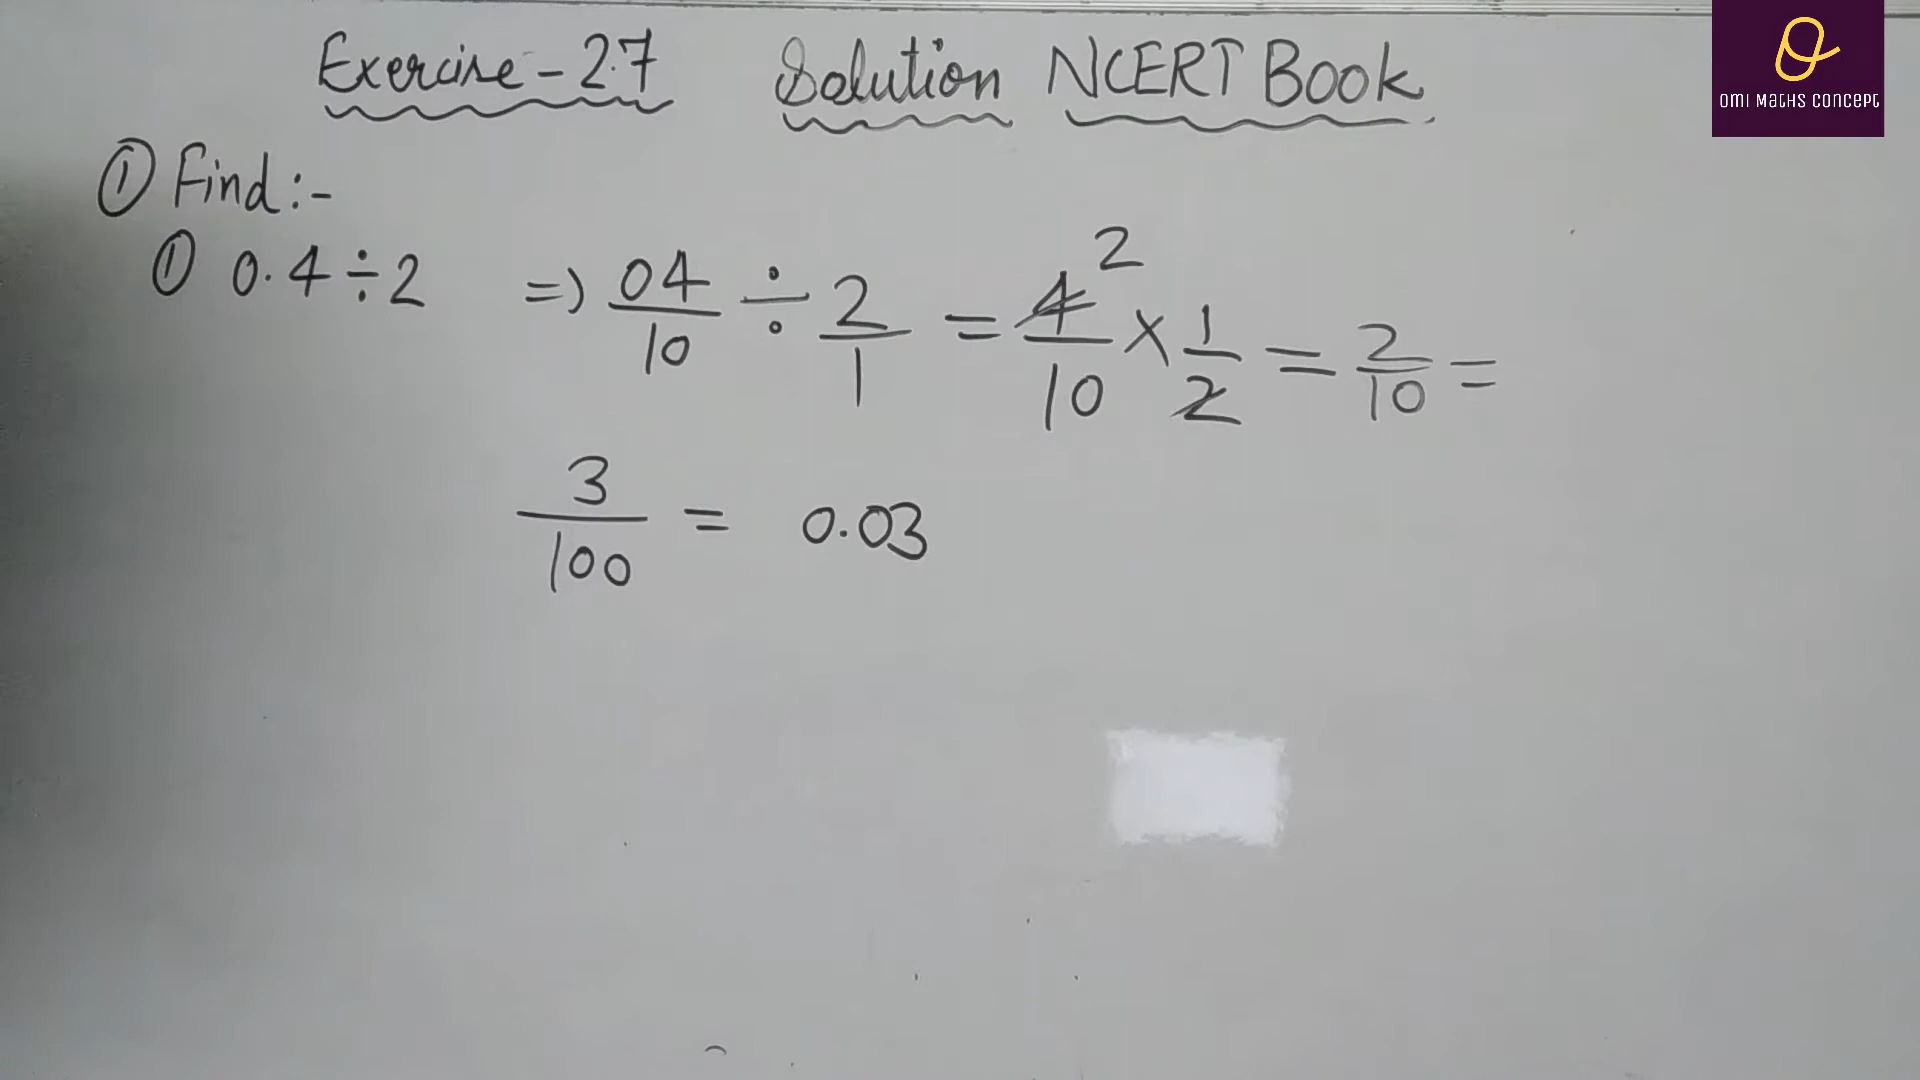 Exercise - 2.7 Solution NCERT Book
OMI MATHS CONCEPT
① Find :-
① 0.4 ÷ 2 => 04/10 ÷ 2/1 = 4/10 2 × 1/2 = 2/10 =
3/100 = 0.03